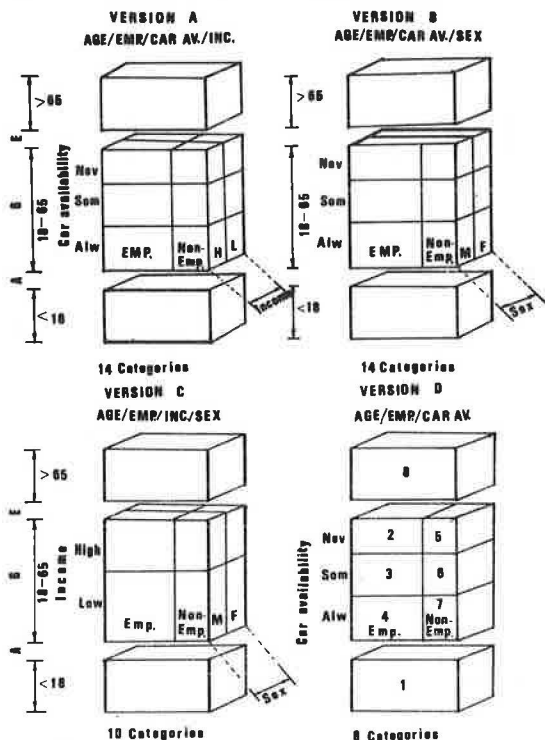 VERSION A
AGE/EMP/CAR AV./INC.
>65
AGE
18-65
<18
Car availability
Nev
Som
Alw
EMP.
Non-
Emp
H
L
Income
14 Categories
VERSION B
AGE/EMP/CAR AV./SEX
>65
18-65
<18
Nev
Som
Alw
EMP.
Non-
Emp.
M
F
Sex
14 Categories
VERSION C
AGE/EMP/INC/SEX
>65
AGE
18-65
<18
Income
High
Low
Emp.
Non-
Emp.
M
F
Sex
10 Categories
VERSION D
AGE/EMP/CAR AV.
8
Car availability
Nev
Som
Alw
2
5
3
6
4
7
Emp.
Non-
Emp.
1
8 Categories